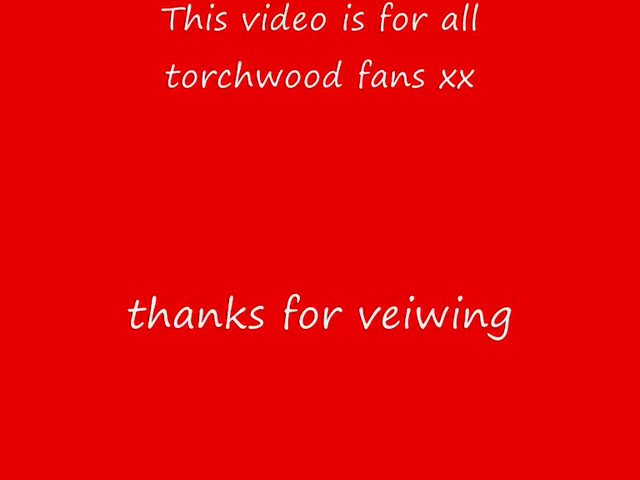 This video is for all
torchwood fans xx
thanks for veiwing